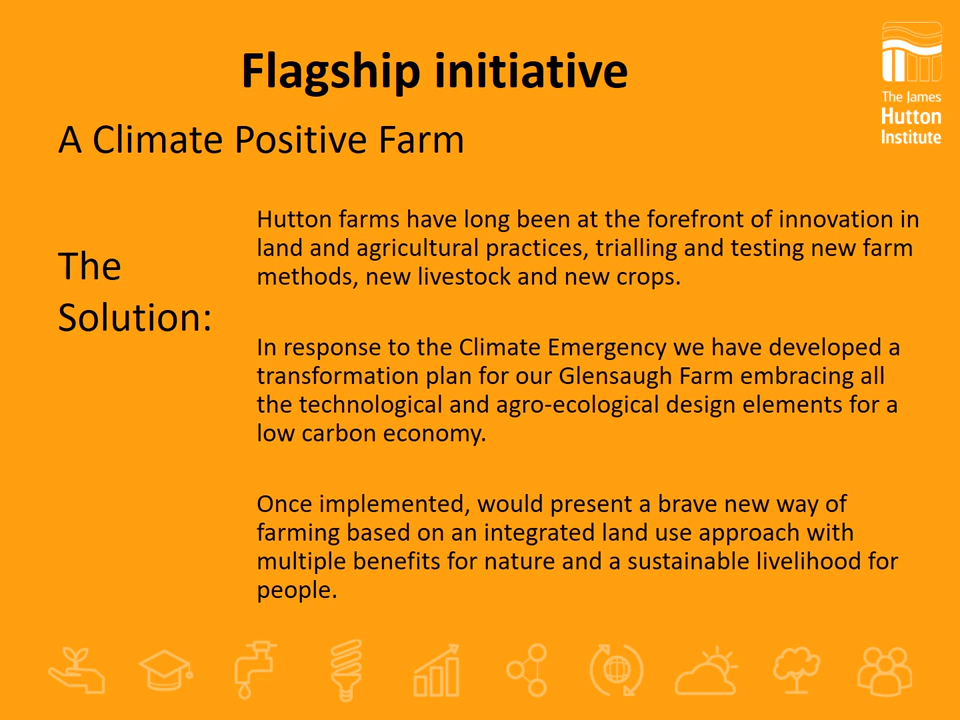 Flagship initiative
The James
Hutton
Institute
A Climate Positive Farm
The
Solution:
Hutton farms have long been at the forefront of innovation in
land and agricultural practices, trialling and testing new farm
methods, new livestock and new crops.
In response to the Climate Emergency we have developed a
transformation plan for our Glensaugh Farm embracing all
the technological and agro-ecological design elements for a
low carbon economy.
Once implemented, would present a brave new way of
farming based on an integrated land use approach with
multiple benefits for nature and a sustainable livelihood for
people.